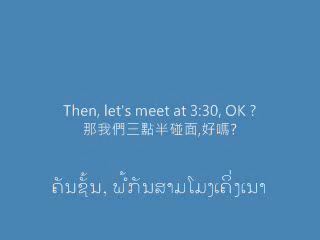 Then, let's meet at 3:30, OK ?
那我們三點半碰面,好嗎?
ຄັນຊັ້ນ, ພໍ້ກັນສາມໂມງເຄິ່ງເນາ